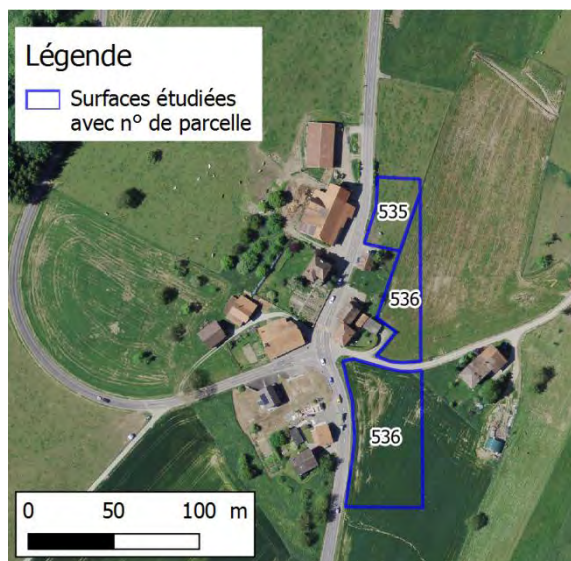 Légende
Surfaces étudiées
avec n° de parcelle
535
536
536
0 50 100 m